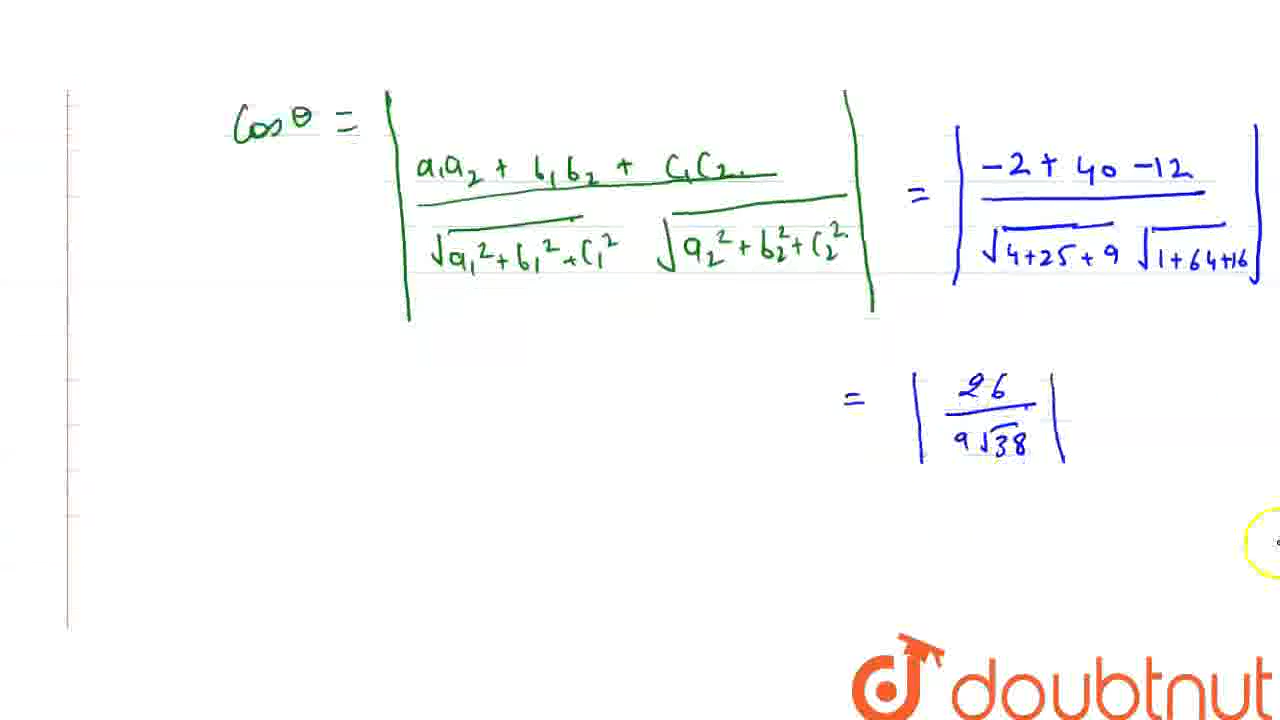 Cosθ = | a₁a₂ + b₁b₂ + c₁c₂. / √a₁²+b₁²+c₁² √a₂²+b₂²+c₂² | = | -2 + 40 -12 / √4+25+9 √1+64+16 |
= | 26 / 9√38 |
doubtnut